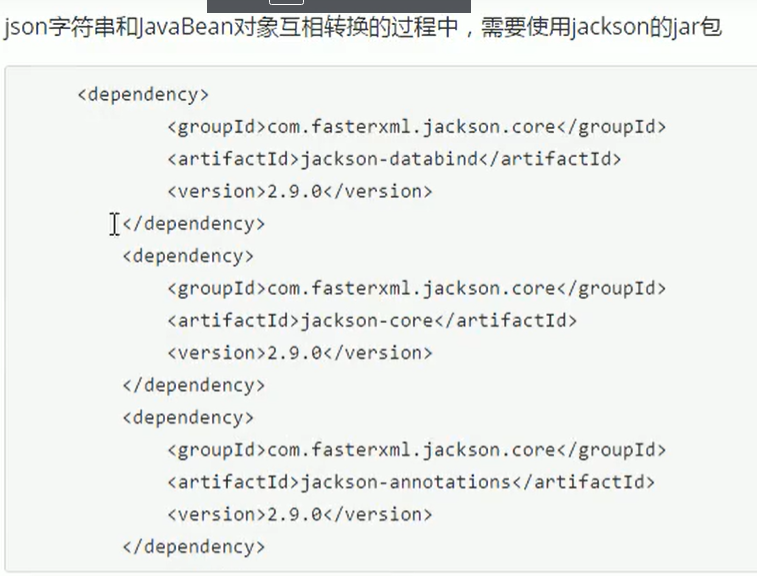 json字符串和JavaBean对象互相转换的过程中，需要使用jackson的jar包
<dependency>
<groupId>com.fasterxml.jackson.core</groupId>
<artifactId>jackson-databind</artifactId>
<version>2.9.0</version>
</dependency>
<dependency>
<groupId>com.fasterxml.jackson.core</groupId>
<artifactId>jackson-core</artifactId>
<version>2.9.0</version>
</dependency>
<dependency>
<groupId>com.fasterxml.jackson.core</groupId>
<artifactId>jackson-annotations</artifactId>
<version>2.9.0</version>
</dependency>